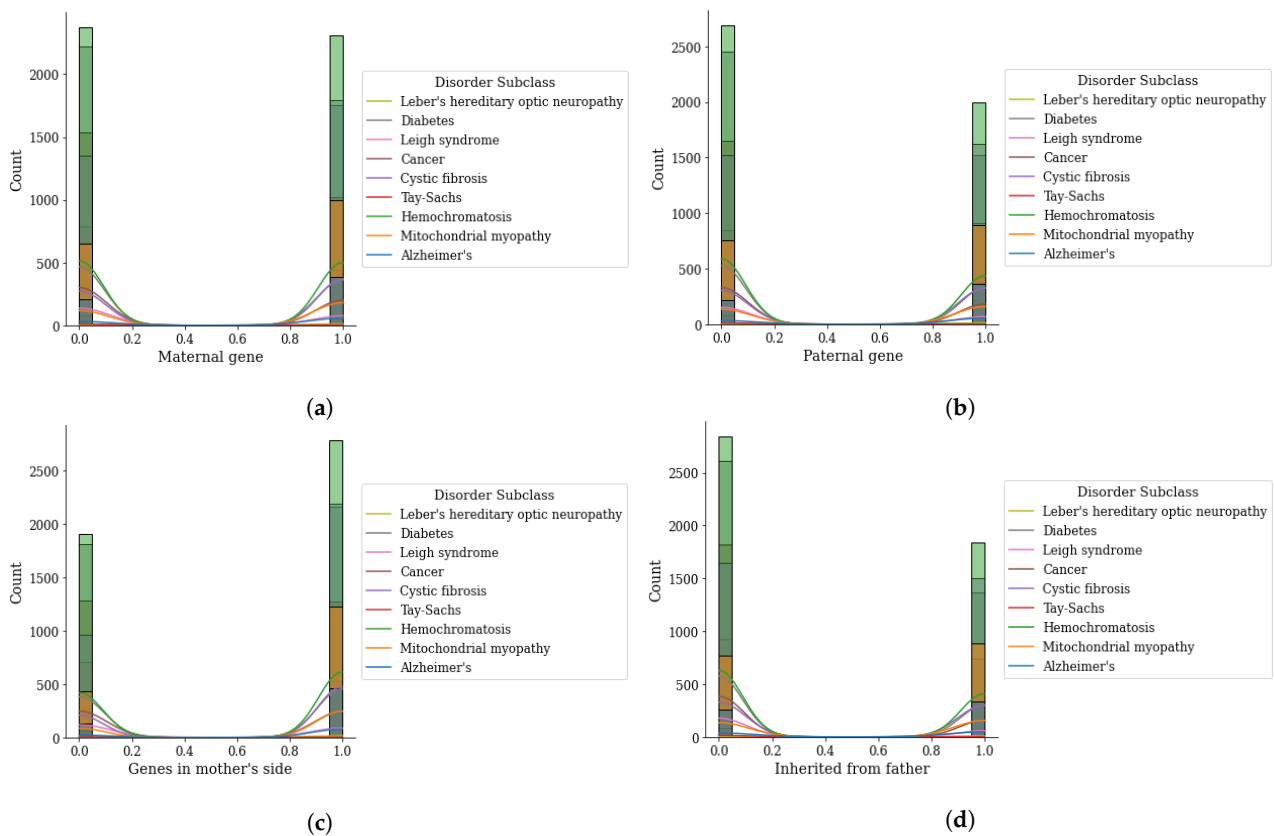 2000
1500
1000
500
0
Count
0.0 0.2 0.4 0.6 0.8 1.0
Maternal gene
Disorder Subclass
Leber's hereditary optic neuropathy
Diabetes
Leigh syndrome
Cancer
Cystic fibrosis
Tay-Sachs
Hemochromatosis
Mitochondrial myopathy
Alzheimer's
(a)
2500
2000
1500
1000
500
0
Count
0.0 0.2 0.4 0.6 0.8 1.0
Paternal gene
Disorder Subclass
Leber's hereditary optic neuropathy
Diabetes
Leigh syndrome
Cancer
Cystic fibrosis
Tay-Sachs
Hemochromatosis
Mitochondrial myopathy
Alzheimer's
(b)
2500
2000
1500
1000
500
0
Count
0.0 0.2 0.4 0.6 0.8 1.0
Genes in mother's side
Disorder Subclass
Leber's hereditary optic neuropathy
Diabetes
Leigh syndrome
Cancer
Cystic fibrosis
Tay-Sachs
Hemochromatosis
Mitochondrial myopathy
Alzheimer's
(c)
2500
2000
1500
1000
500
0
Count
0.0 0.2 0.4 0.6 0.8 1.0
Inherited from father
Disorder Subclass
Leber's hereditary optic neuropathy
Diabetes
Leigh syndrome
Cancer
Cystic fibrosis
Tay-Sachs
Hemochromatosis
Mitochondrial myopathy
Alzheimer's
(d)